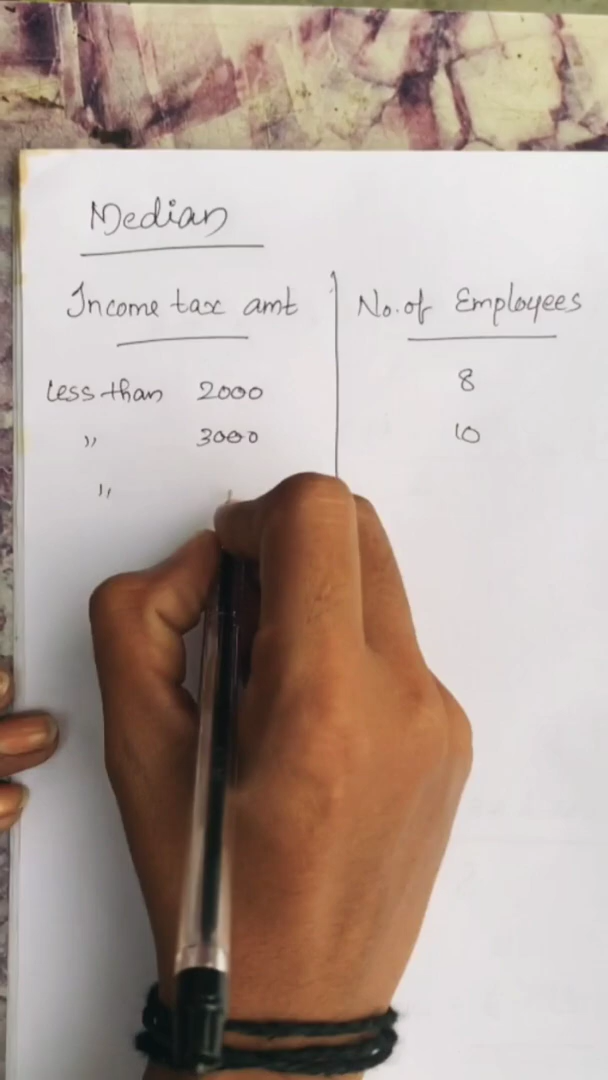 Median
Income tax amt | No. of Employees
less than 2000 8
" 3000 10
"